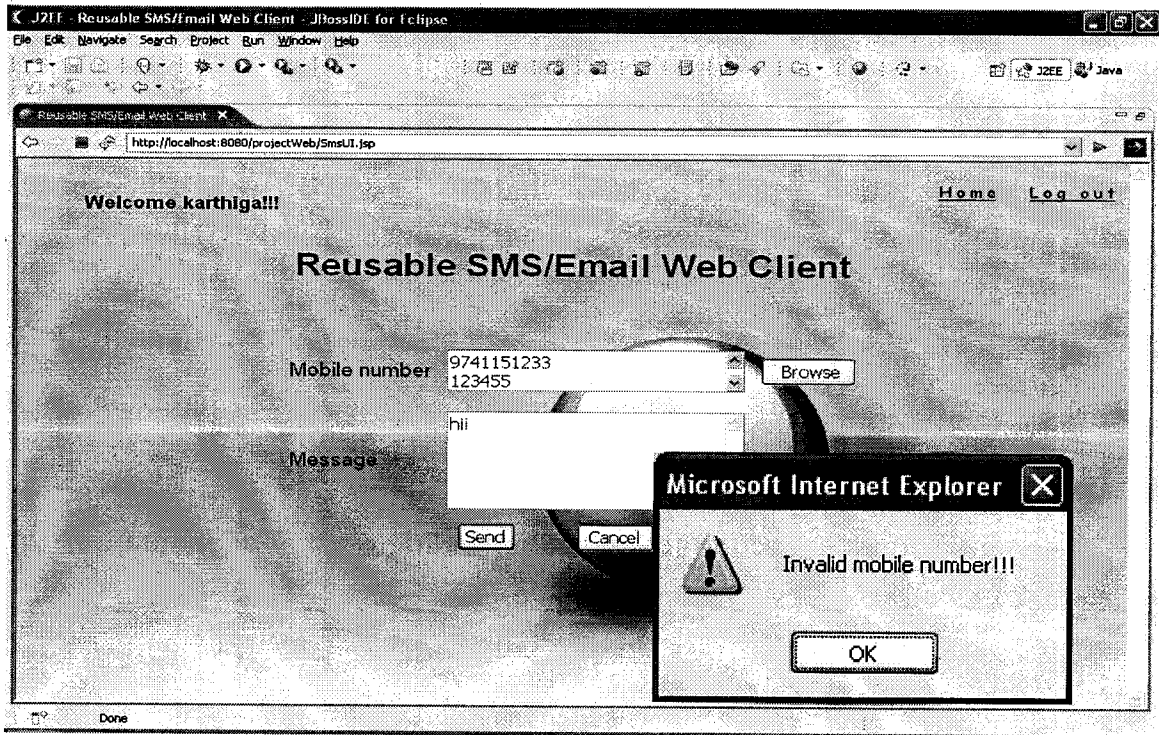 J2EE - Reusable SMS/Email Web Client - JBossIDE for Eclipse
File Edit Navigate Search Project Run Window Help
J2EE Java
Reusable SMS/Email Web Client
http://localhost:8080/projectWeb/SmsUI.jsp
Welcome karthiga!!!
Home Log out
Reusable SMS/Email Web Client
Mobile number
9741151233
123455
Browse
Message
hii
Send Cancel
Microsoft Internet Explorer
Invalid mobile number!!!
OK
Done